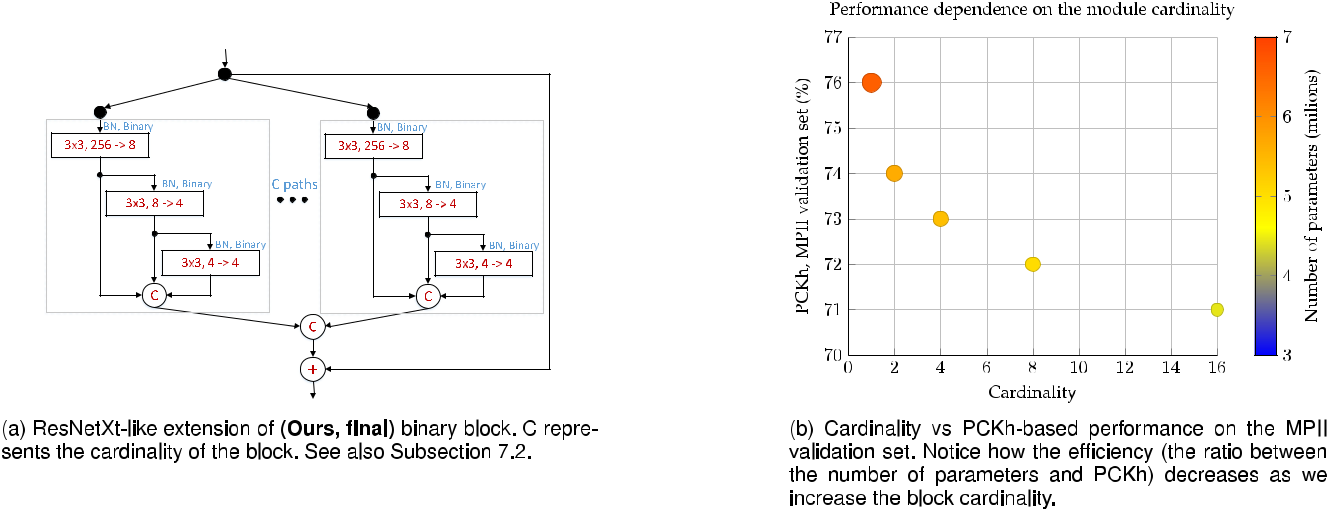 BN, Binary
3x3, 256 -> 8
BN, Binary
3x3, 8 -> 4
BN, Binary
3x3, 4 -> 4
C
C paths
BN, Binary
3x3, 256 -> 8
BN, Binary
3x3, 8 -> 4
BN, Binary
3x3, 4 -> 4
C
C
+
(a) ResNetXt-like extension of (Ours, final) binary block. C repre-
sents the cardinality of the block. See also Subsection 7.2.
Performance dependence on the module cardinality
PCKh, MPII validation set (%)
77
76
75
74
73
72
71
70
0 2 4 6 8 10 12 14 16
Cardinality
7
6
5
4
3
Number of parameters (milions)
(b) Cardinality vs PCKh-based performance on the MPII
validation set. Notice how the efficiency (the ratio between
the number of parameters and PCKh) decreases as we
increase the block cardinality.